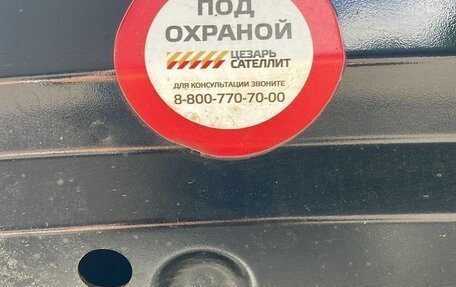 ПОД
ОХРАНОЙ
ЦЕЗАРЬ
САТЕЛЛИТ
ДЛЯ КОНСУЛЬТАЦИИ ЗВОНИТЕ
8-800-770-70-00